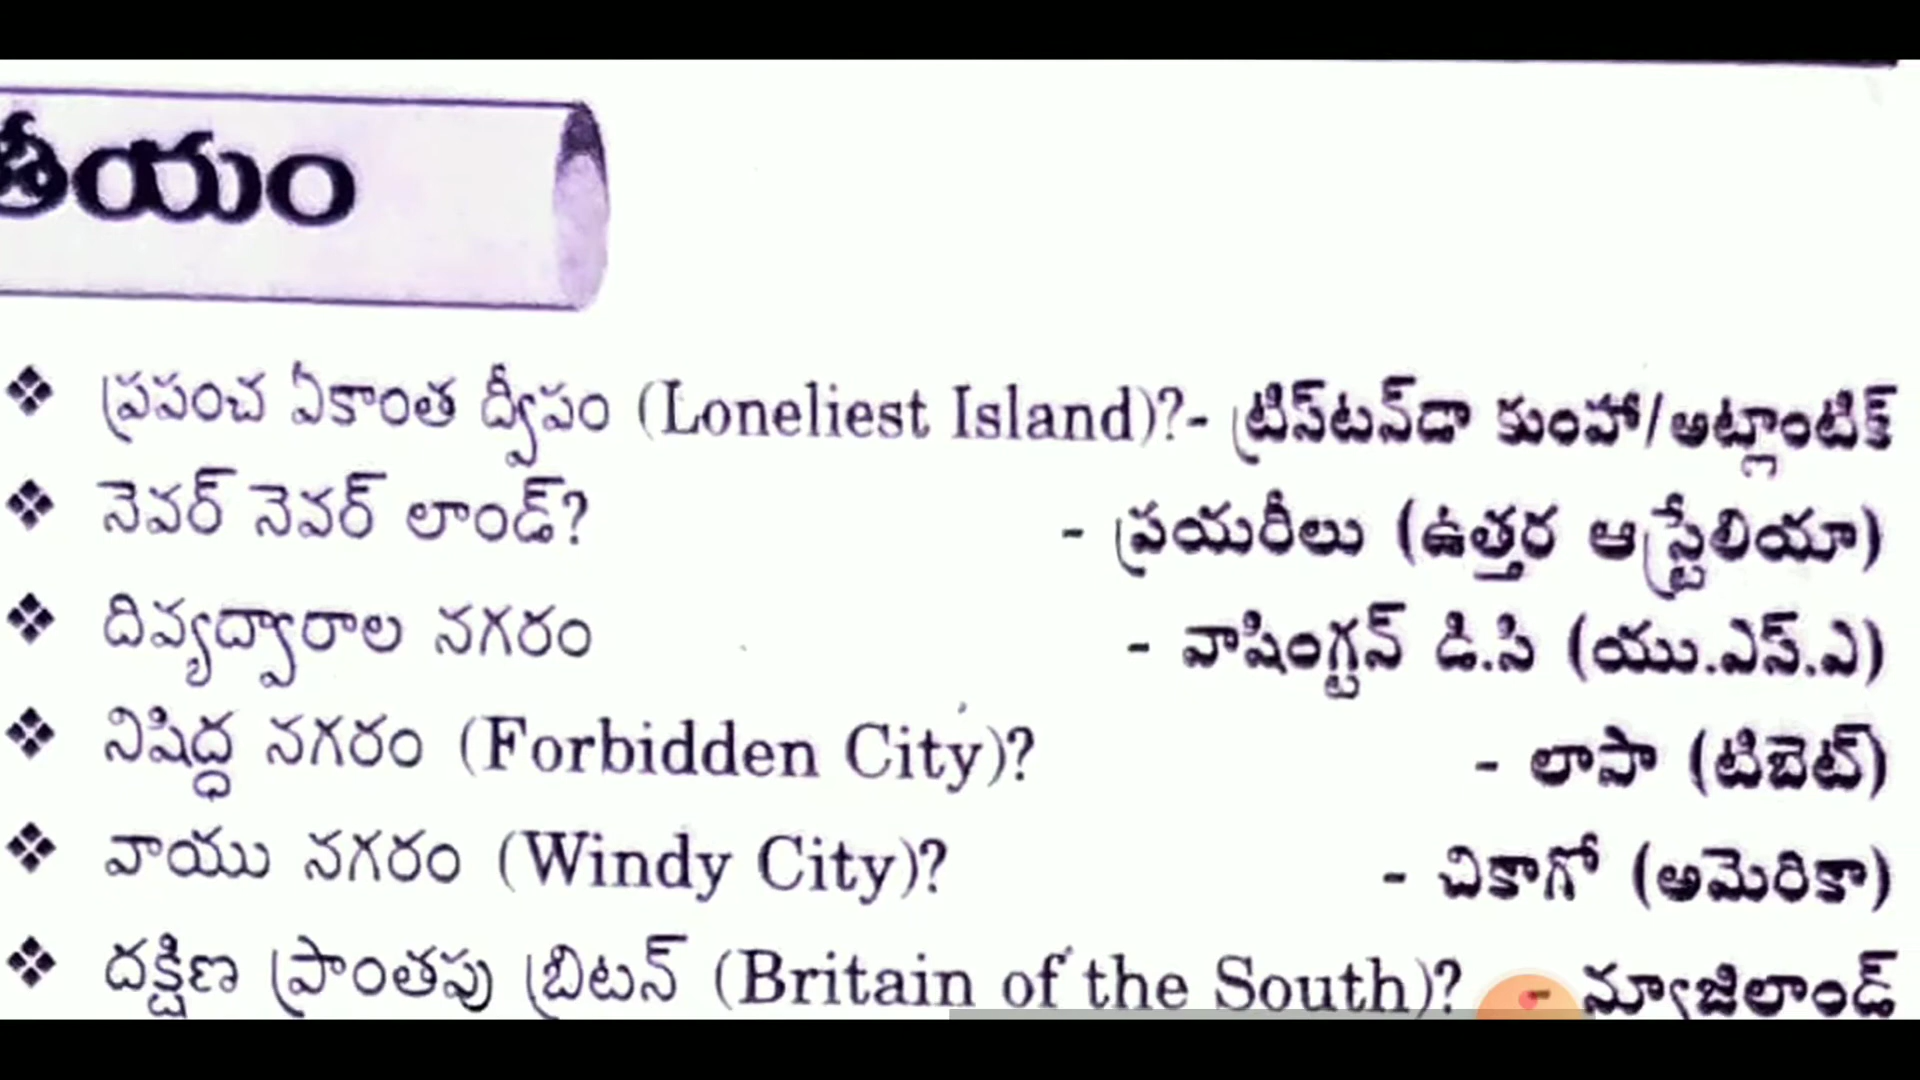 తీయం
❖ ప్రపంచ ఏకాంత ద్వీపం (Loneliest Island)?- ట్రిస్‌టన్‌డా కుంహా/అట్లాంటిక్
❖ నెవర్ నెవర్ లాండ్? - ప్రయరీలు (ఉత్తర ఆస్ట్రేలియా)
❖ దివ్యద్వారాల నగరం - వాషింగ్టన్ డి.సి (యు.ఎస్.ఎ)
❖ నిషిద్ధ నగరం (Forbidden City)? - లాపా (టిబెట్)
❖ వాయు నగరం (Windy City)? - చికాగో (అమెరికా)
❖ దక్షిణ ప్రాంతపు బ్రిటన్ (Britain of the South)? - న్యూజిలాండ్